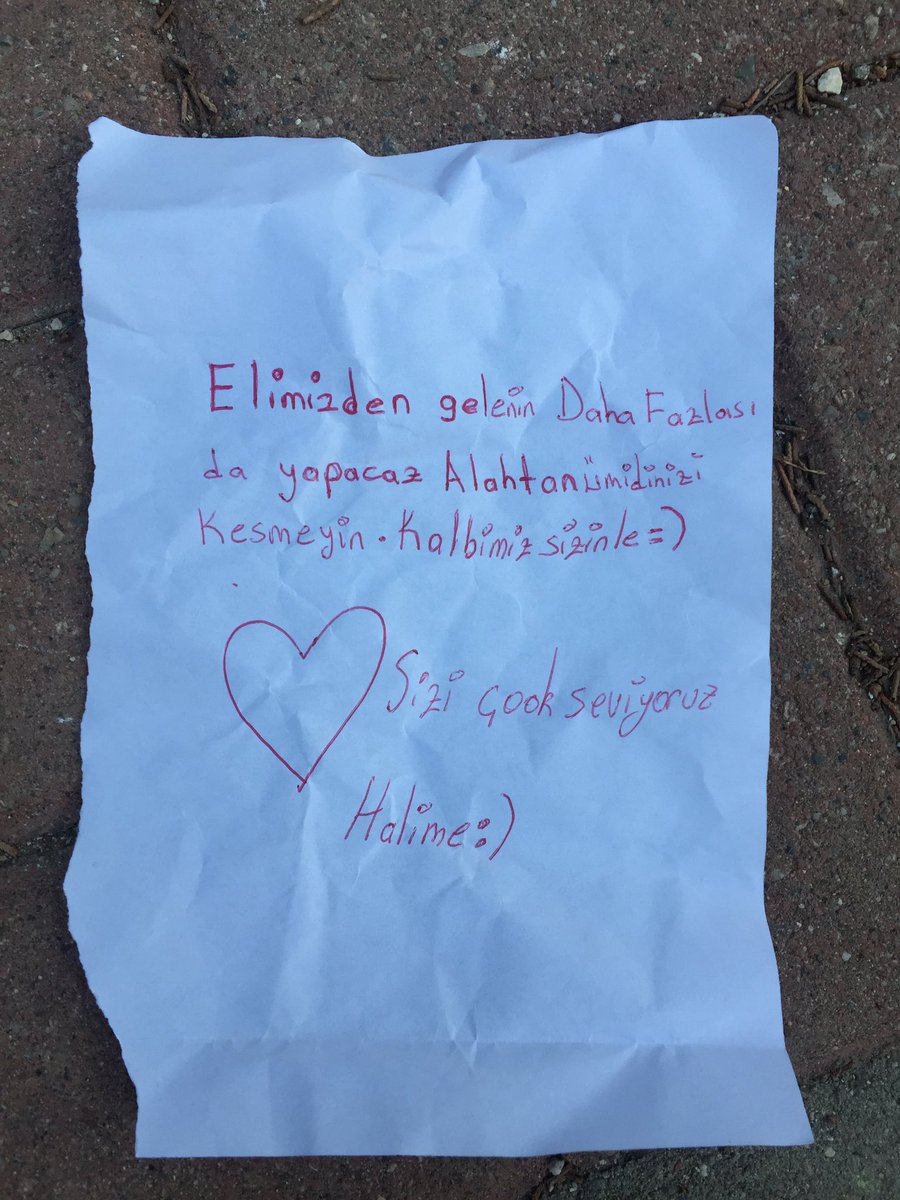 Elimizden gelenin Daha Fazlası
da yapacaz Alahtan ümidinizi
Kesmeyin. Kalbimiz sizinle =)
Sizi çook seviyoruz
Halime :)